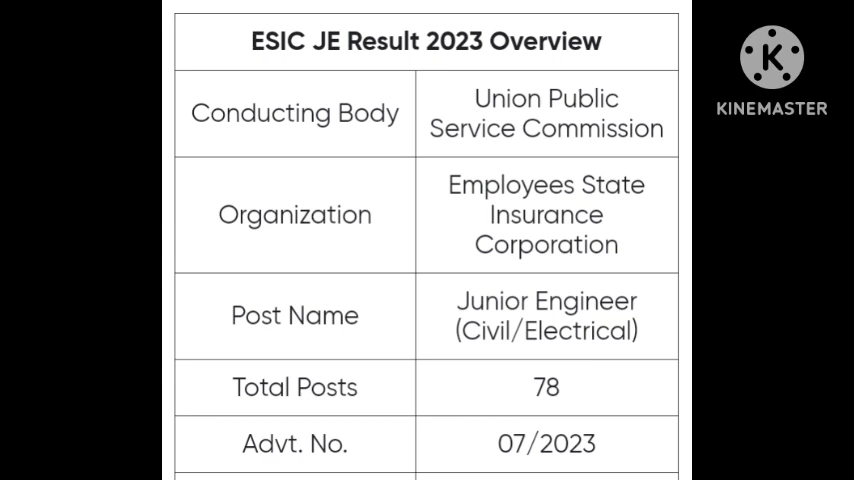 ESIC JE Result 2023 Overview
Conducting Body
Union Public
Service Commission
Organization
Employees State
Insurance
Corporation
Post Name
Junior Engineer
(Civil/Electrical)
Total Posts
78
Advt. No.
07/2023
K
KINEMASTER